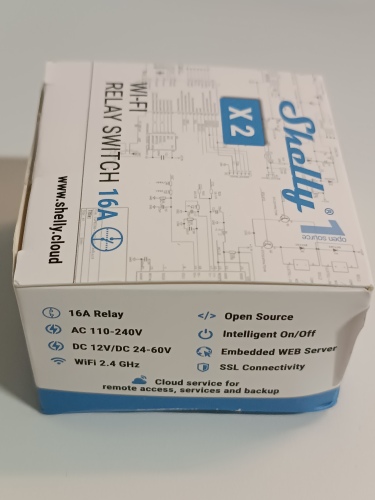 Shelly®1
open source
X2
WI-FI
RELAY SWITCH 16A
www.shelly.cloud
16A Relay
AC 110-240V
DC 12V/DC 24-60V
WiFi 2.4 GHz
</> Open Source
Intelligent On/Off
Embedded WEB Server
SSL Connectivity
Cloud service for
remote access, services and backup